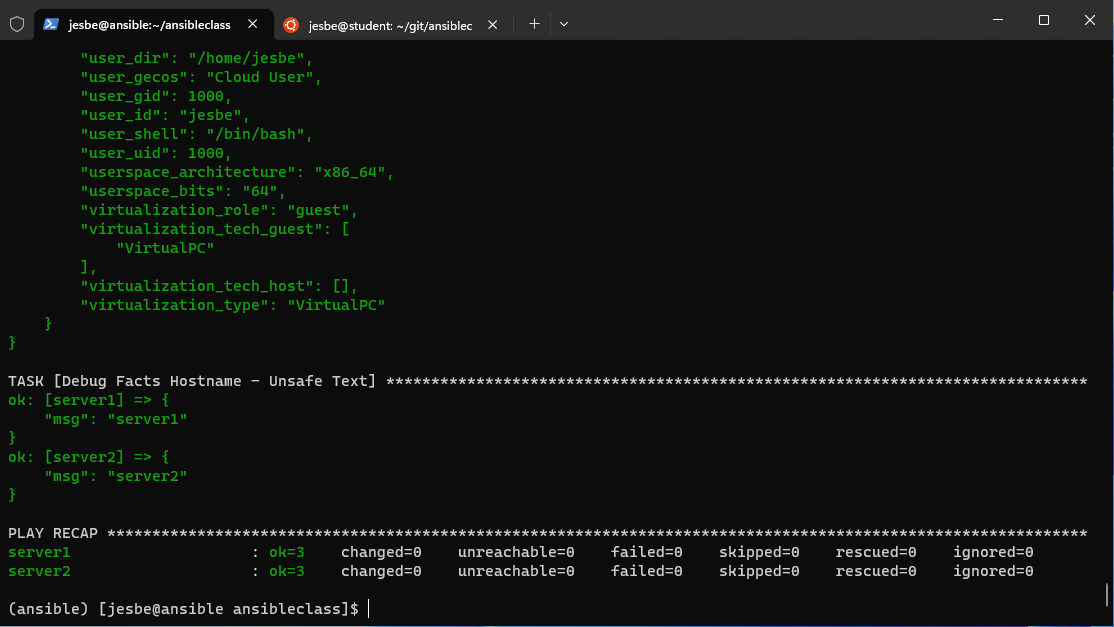 jesbe@ansible:~/ansibleclass
jesbe@student: ~/git/ansiblec
"user_dir": "/home/jesbe",
"user_gecos": "Cloud User",
"user_gid": 1000,
"user_id": "jesbe",
"user_shell": "/bin/bash",
"user_uid": 1000,
"userspace_architecture": "x86_64",
"userspace_bits": "64",
"virtualization_role": "guest",
"virtualization_tech_guest": [
"VirtualPC"
],
"virtualization_tech_host": [],
"virtualization_type": "VirtualPC"
}
}
TASK [Debug Facts Hostname - Unsafe Text] ******************************************************************************
ok: [server1] => {
"msg": "server1"
}
ok: [server2] => {
"msg": "server2"
}
PLAY RECAP *************************************************************************************************************
server1 : ok=3 changed=0 unreachable=0 failed=0 skipped=0 rescued=0 ignored=0
server2 : ok=3 changed=0 unreachable=0 failed=0 skipped=0 rescued=0 ignored=0
(ansible) [jesbe@ansible ansibleclass]$